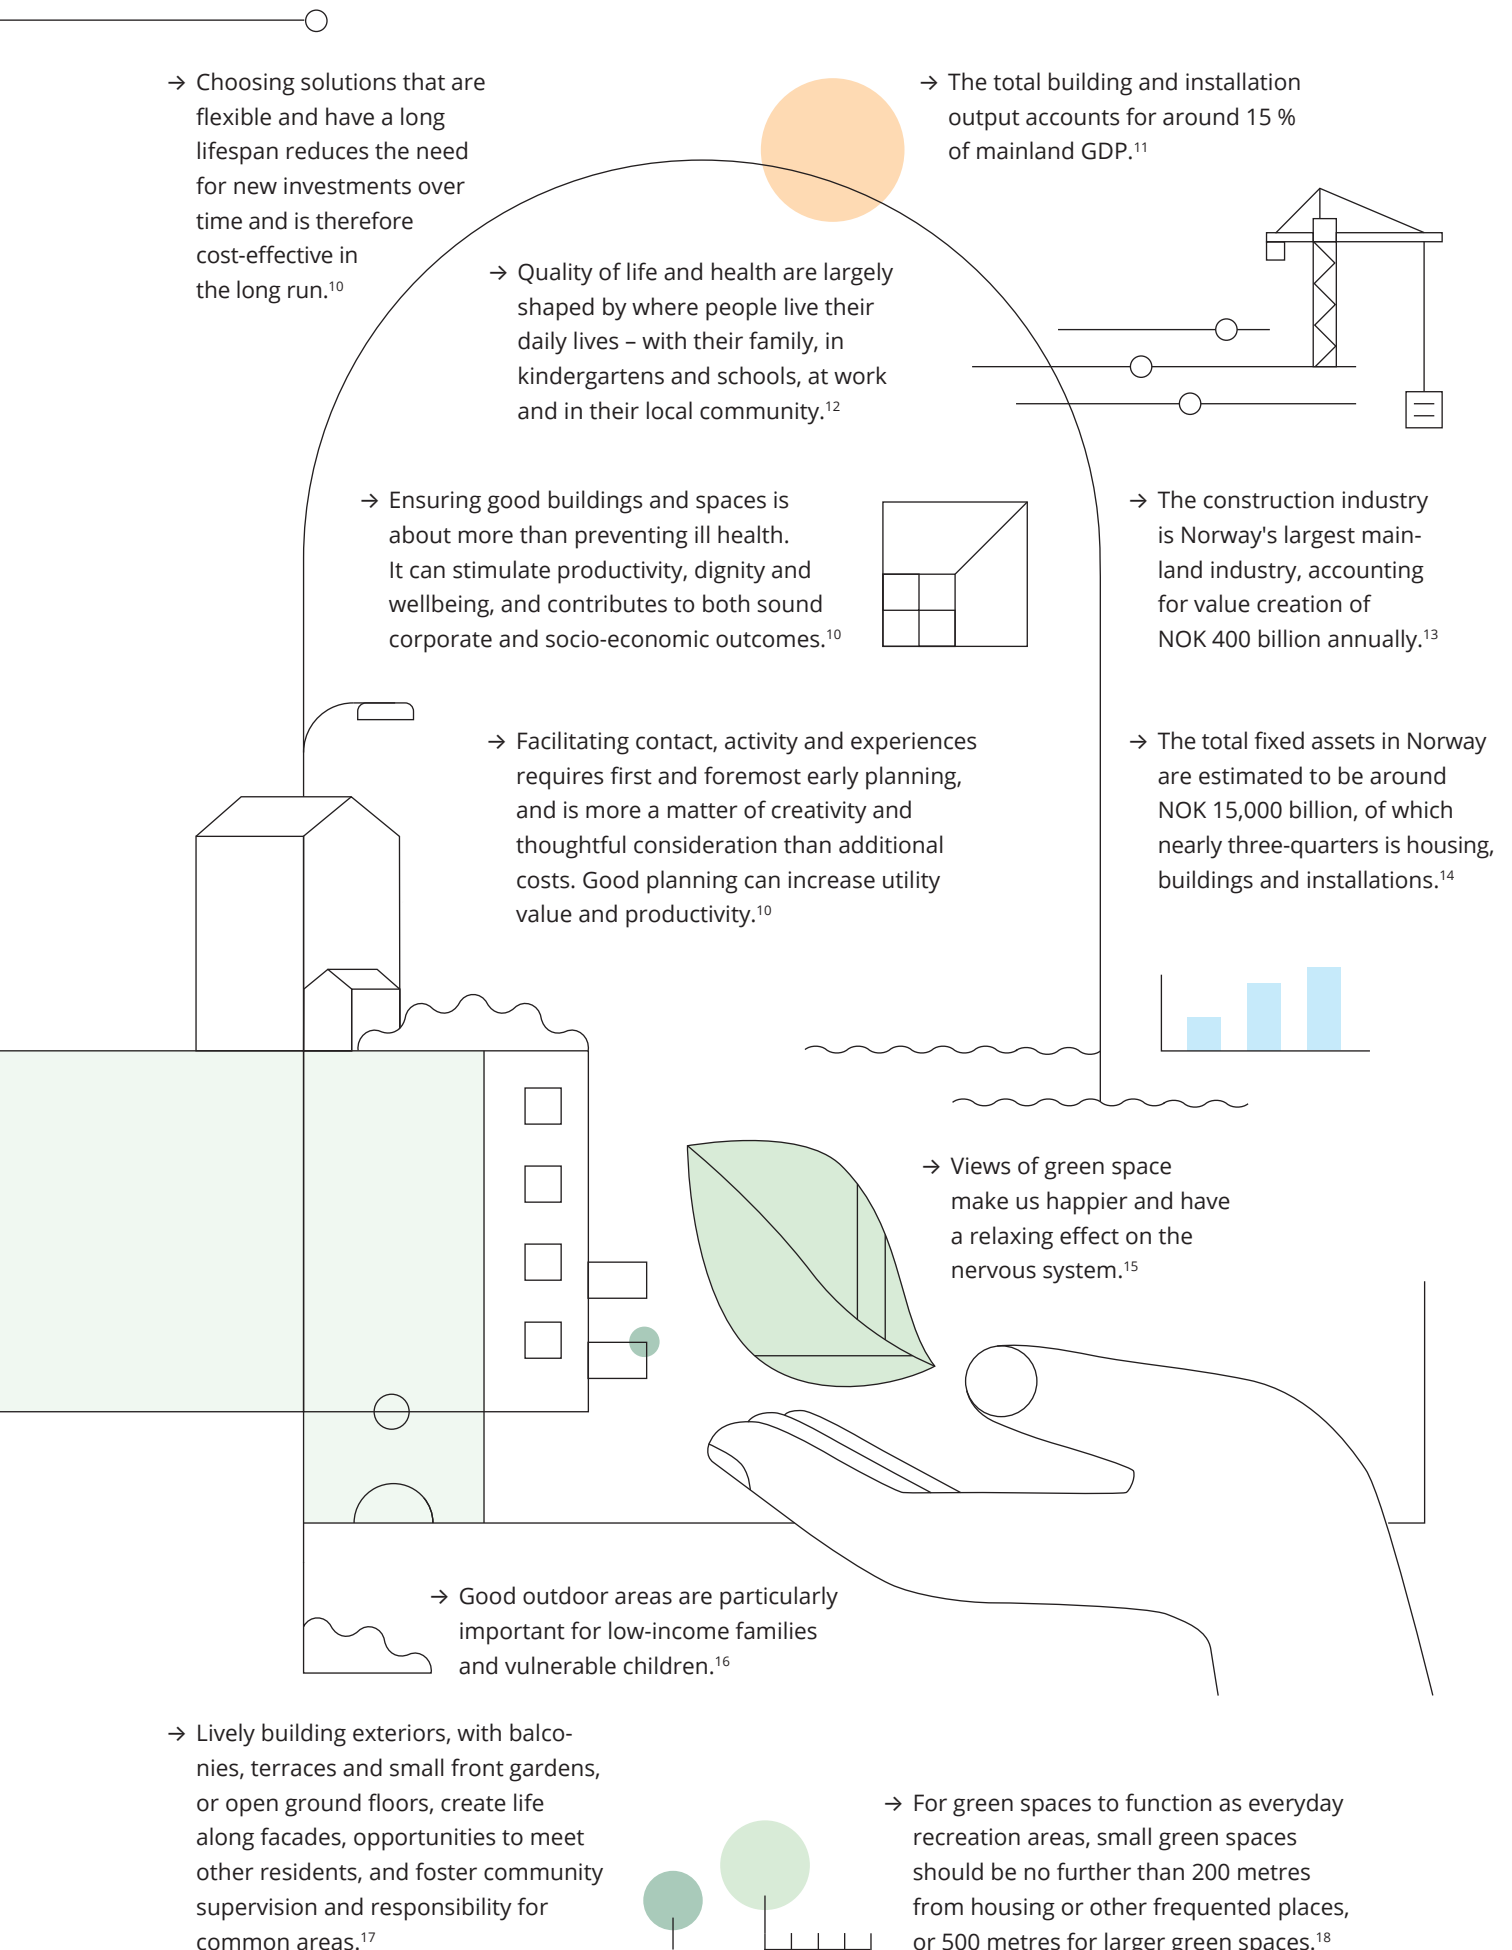 → Choosing solutions that are
flexible and have a long
lifespan reduces the need
for new investments over
time and is therefore
cost-effective in
the long run.10
→ The total building and installation
output accounts for around 15 %
of mainland GDP.11
→ Quality of life and health are largely
shaped by where people live their
daily lives – with their family, in
kindergartens and schools, at work
and in their local community.12
→ Ensuring good buildings and spaces is
about more than preventing ill health.
It can stimulate productivity, dignity and
wellbeing, and contributes to both sound
corporate and socio-economic outcomes.10
→ The construction industry
is Norway's largest main-
land industry, accounting
for value creation of
NOK 400 billion annually.13
→ Facilitating contact, activity and experiences
requires first and foremost early planning,
and is more a matter of creativity and
thoughtful consideration than additional
costs. Good planning can increase utility
value and productivity.10
→ The total fixed assets in Norway
are estimated to be around
NOK 15,000 billion, of which
nearly three-quarters is housing,
buildings and installations.14
→ Views of green space
make us happier and have
a relaxing effect on the
nervous system.15
→ Good outdoor areas are particularly
important for low-income families
and vulnerable children.16
→ Lively building exteriors, with balco-
nies, terraces and small front gardens,
or open ground floors, create life
along facades, opportunities to meet
other residents, and foster community
supervision and responsibility for
common areas.17
→ For green spaces to function as everyday
recreation areas, small green spaces
should be no further than 200 metres
from housing or other frequented places,
or 500 metres for larger green spaces.18